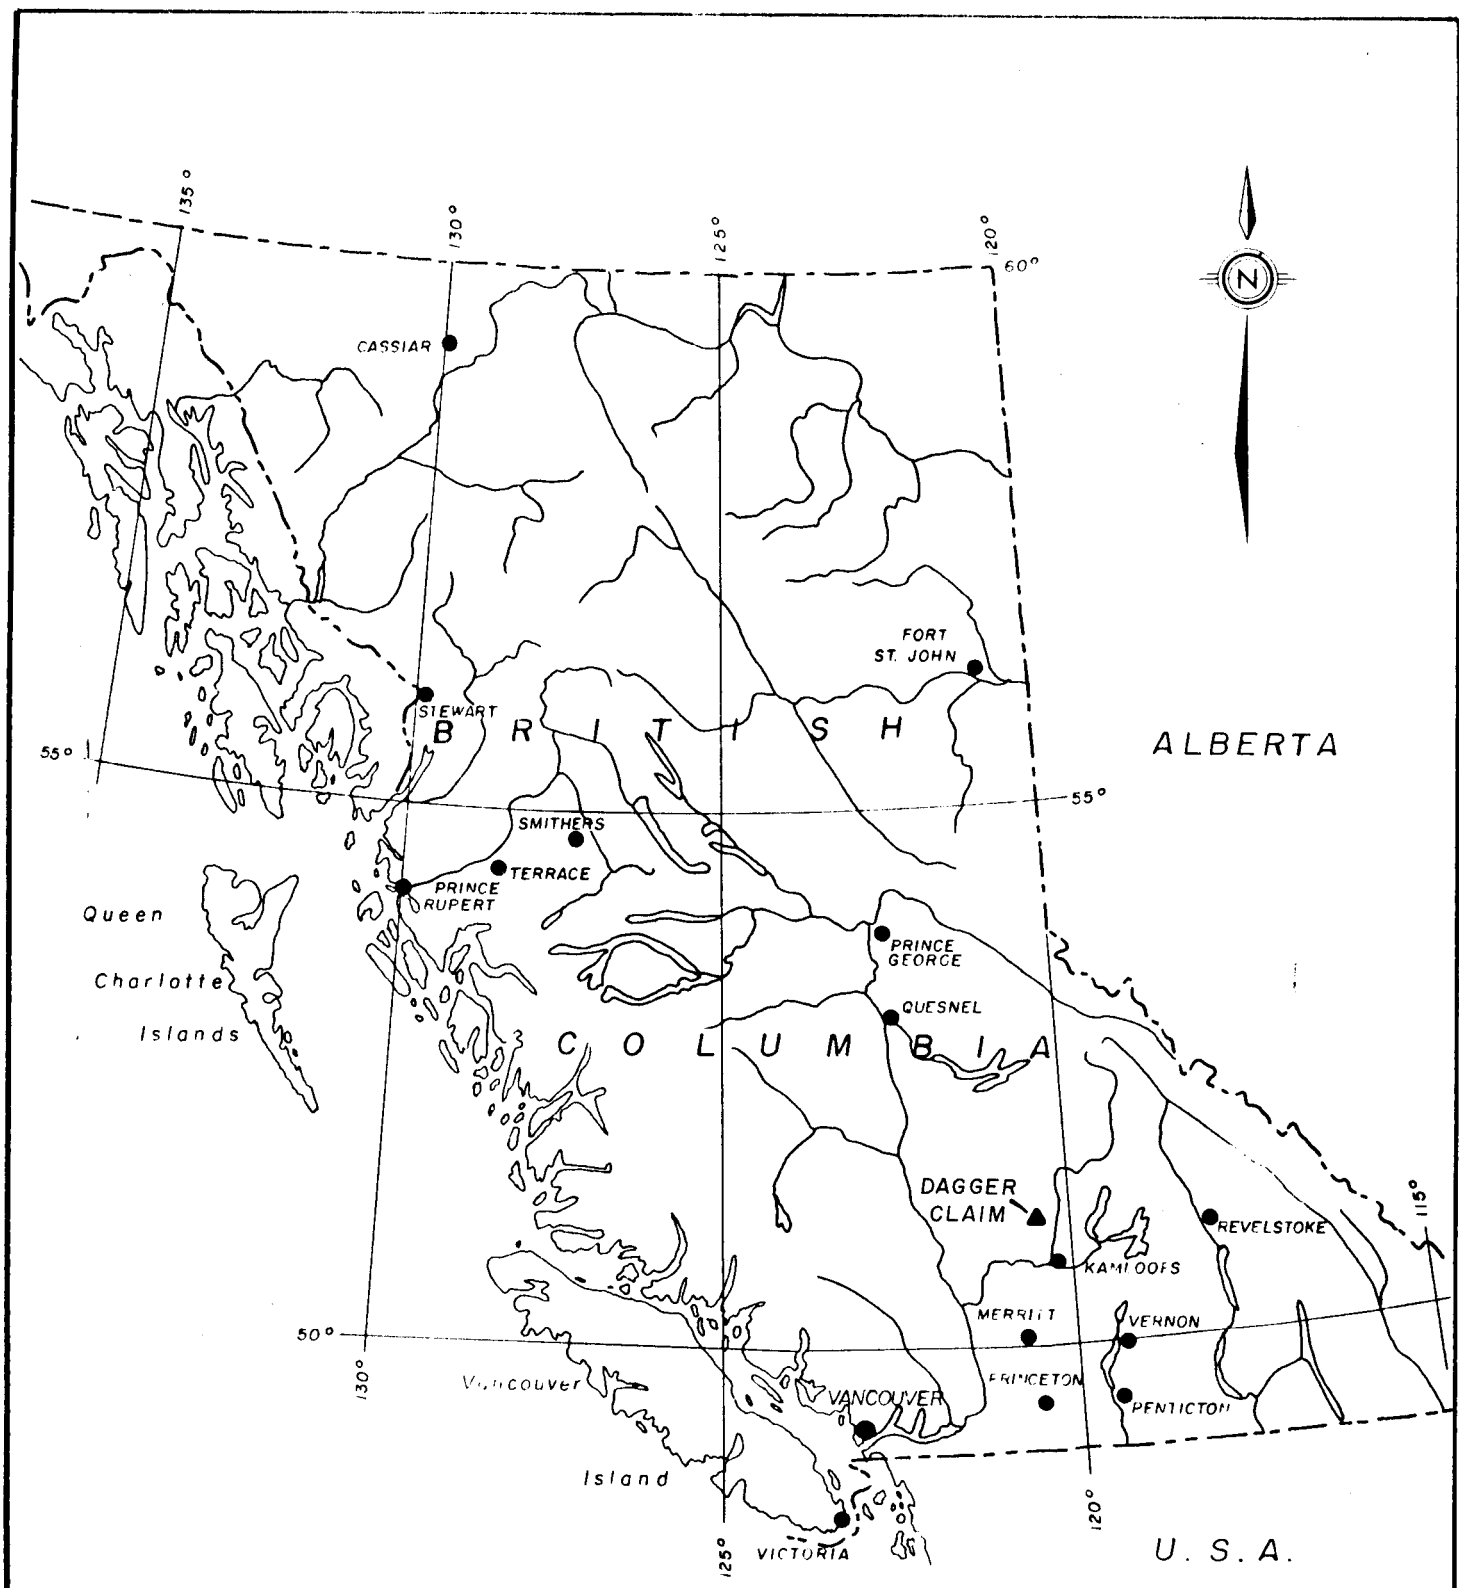 135°
130°
125°
120°
60°
N
CASSIAR
FORT
ST. JOHN
STEWART
BRITISH
ALBERTA
55°
55°
SMITHERS
TERRACE
PRINCE
RUPERT
Queen
Charlotte
Islands
PRINCE
GEORGE
QUESNEL
COLUMBIA
DAGGER
CLAIM
115°
REVELSTOKE
KAMLOOPS
MERRITT
VERNON
50°
130°
Vancouver
PRINCETON
VANCOUVER
PENTICTON
Island
VICTORIA
125°
120°
U.S.A.